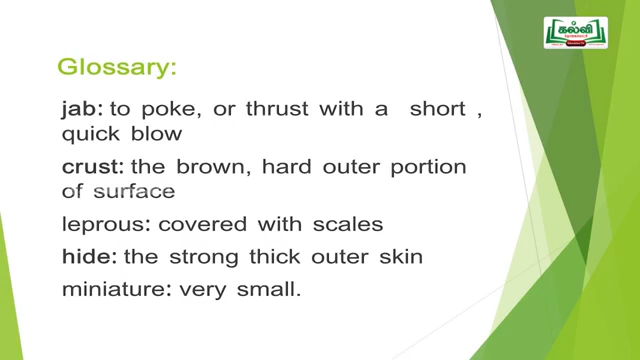 கல்வி
Glossary:
jab: to poke, or thrust with a short ,
quick blow
crust: the brown, hard outer portion
of surface
leprous: covered with scales
hide: the strong thick outer skin
miniature: very small.